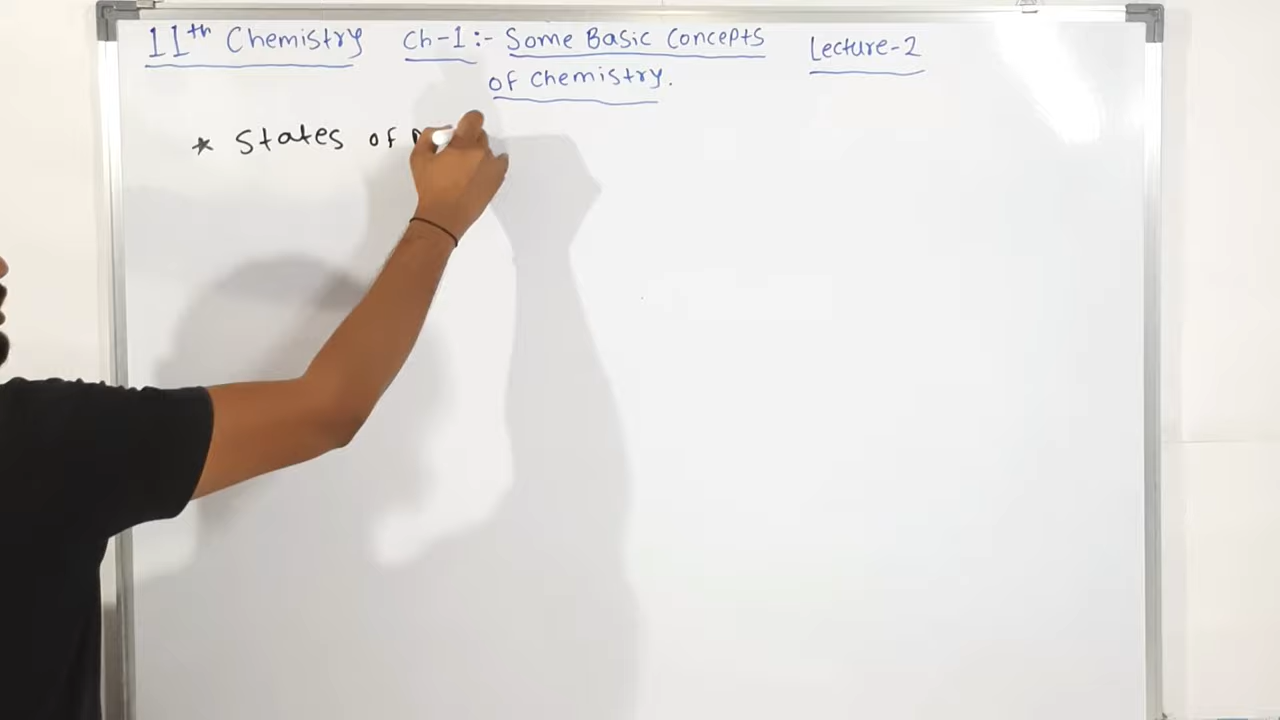 11th Chemistry Ch-1:- Some Basic Concepts Lecture-2
of Chemistry.
* States of